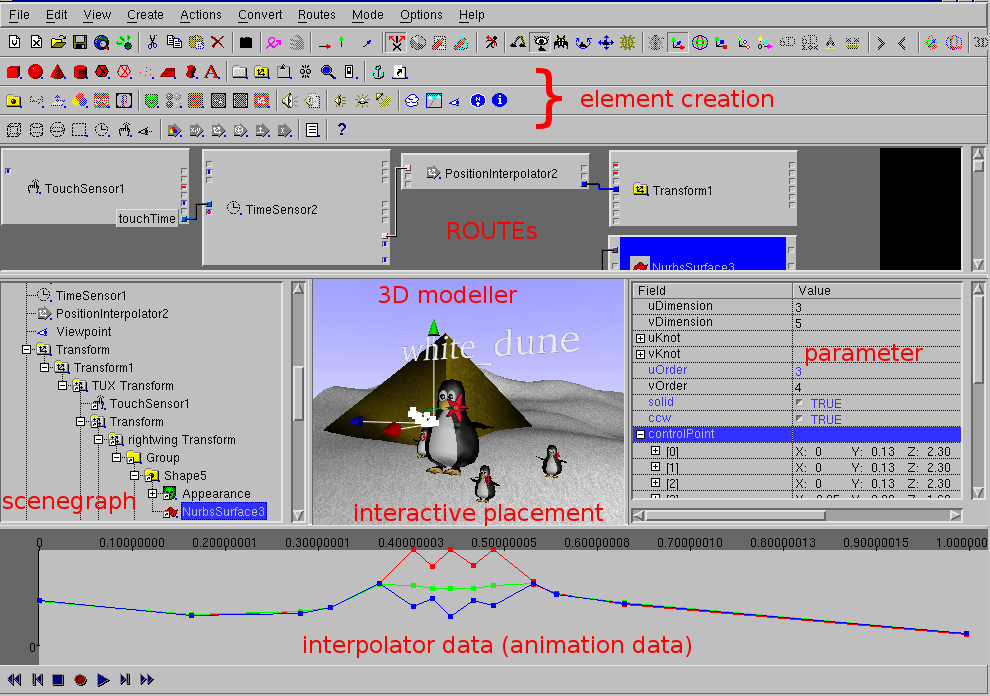 File Edit View Create Actions Convert Routes Mode Options Help
element creation
TouchSensor1
touchTime
TimeSensor2
PositionInterpolator2
Transform1
NurbsSurface3
ROUTEs
TimeSensor1
PositionInterpolator2
Viewpoint
Transform
Transform1
TUX Transform
TouchSensor1
Transform
rightwing Transform
Group
Shape5
Appearance
NurbsSurface3
scenegraph
3D modeller
white_dune
interactive placement
Field Value
uDimension 3
vDimension 5
uKnot
vKnot
parameter
uOrder 3
vOrder 4
solid TRUE
ccw TRUE
controlPoint
[0] X: 0 Y: 0.13 Z: 2.30
[1] X: 0 Y: 0.13 Z: 2.30
[2] X: 0 Y: 0.13 Z: 2.30
0 0.10000000 0.20000001 0.30000001 0.40000003 0.50000005 0.60000008 0.70000010 0.80000013 0.90000015 1.000000
0
interpolator data (animation data)